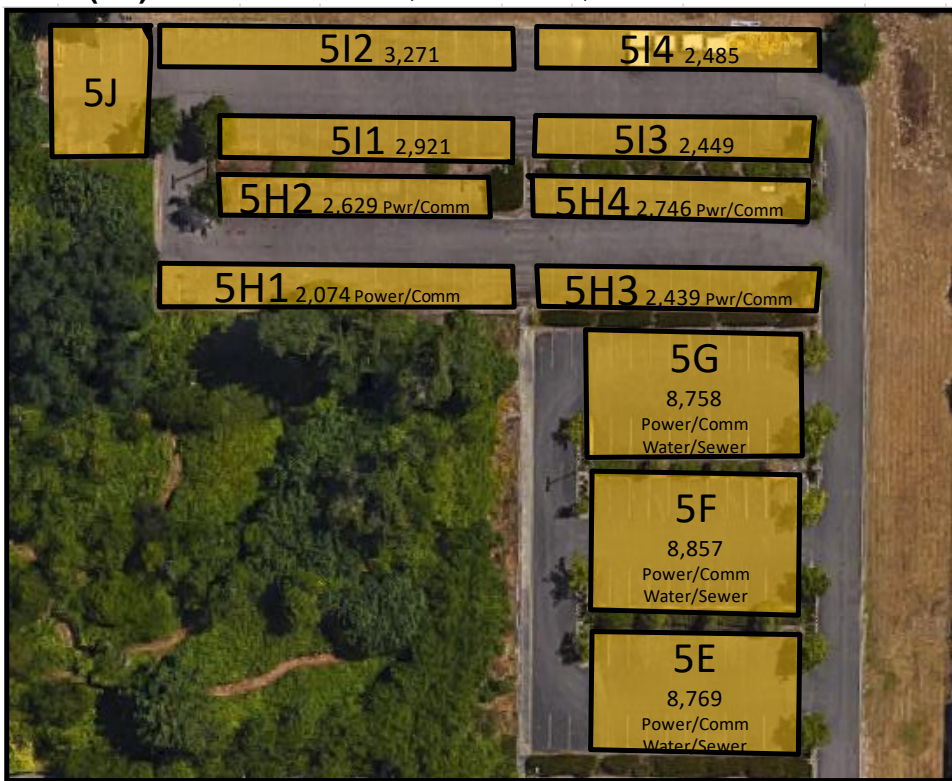 5I2 3,271
5I4 2,485
5J
5I1 2,921
5I3 2,449
5H2 2,629 Pwr/Comm
5H4 2,746 Pwr/Comm
5H1 2,074 Power/Comm
5H3 2,439 Pwr/Comm
5G
8,758
Power/Comm
Water/Sewer
5F
8,857
Power/Comm
Water/Sewer
5E
8,769
Power/Comm
Water/Sewer